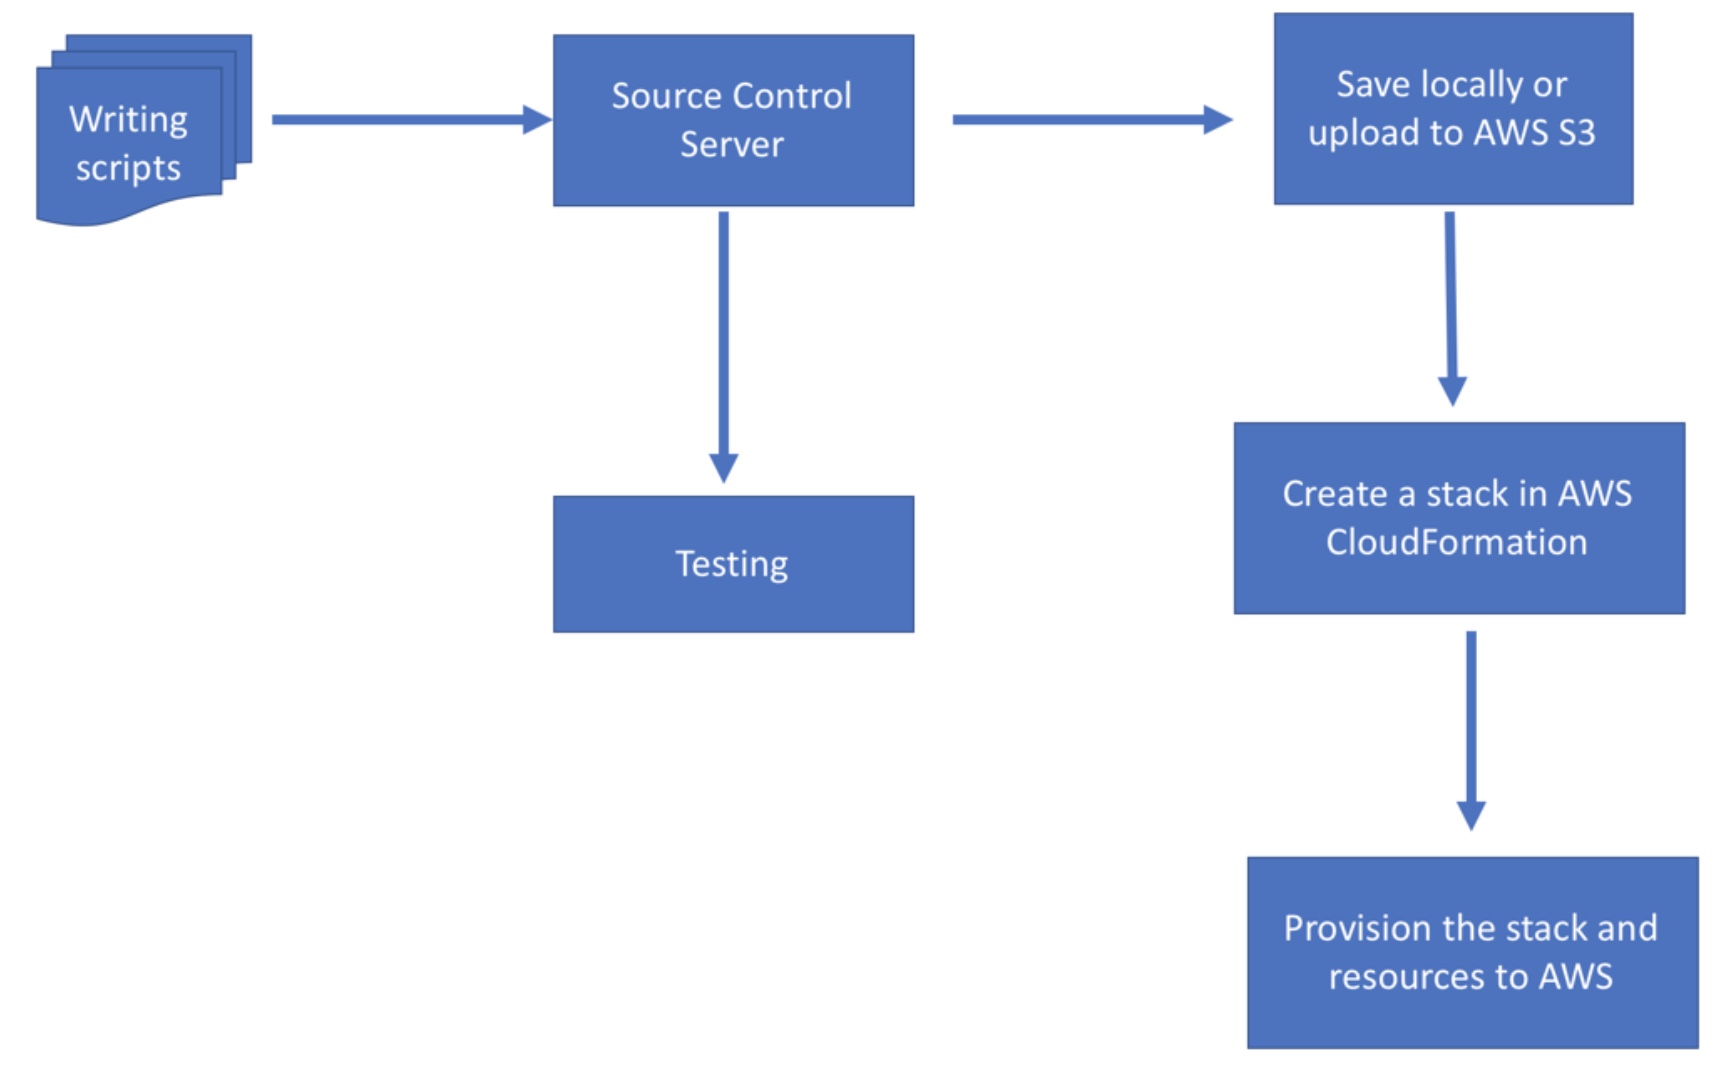 Writing
scripts
Source Control
Server
Save locally or
upload to AWS S3
Testing
Create a stack in AWS
CloudFormation
Provision the stack and
resources to AWS